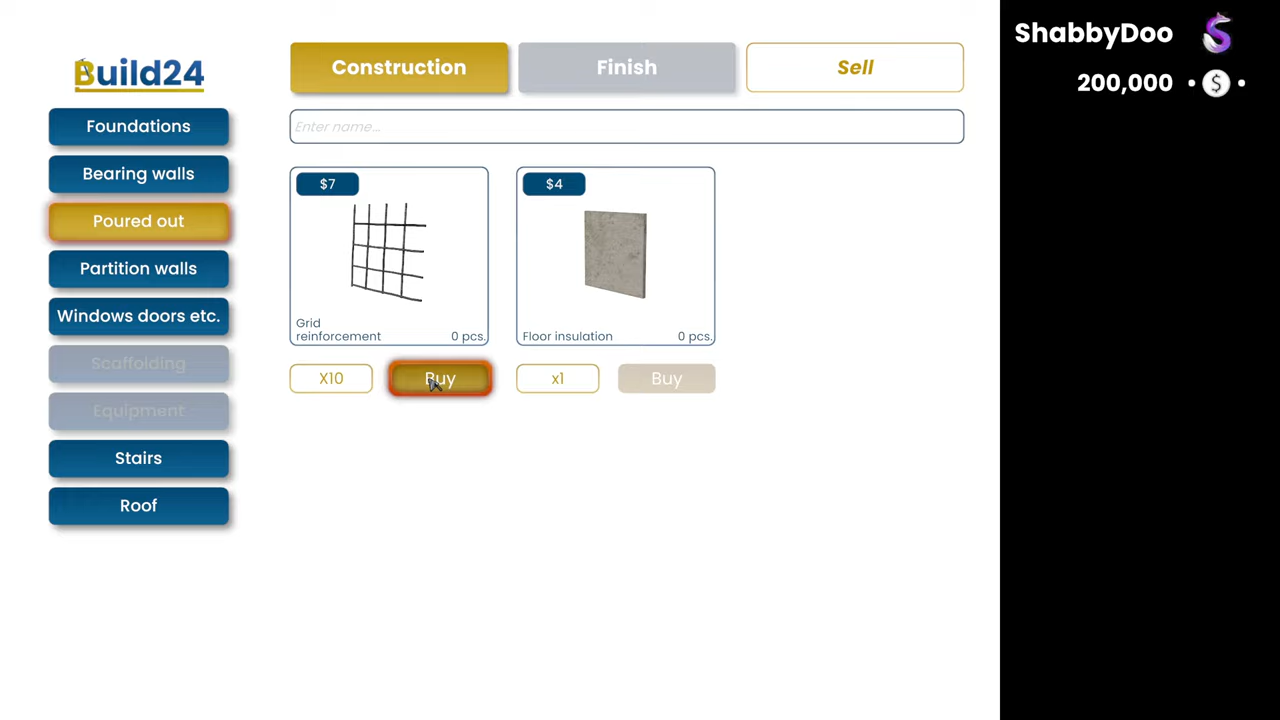 Build24
Foundations
Bearing walls
Poured out
Partition walls
Windows doors etc.
Scaffolding
Equipment
Stairs
Roof
Construction
Finish
Sell
Enter name...
$7
Grid
reinforcement
0 pcs.
X10
Buy
$4
Floor insulation
0 pcs.
x1
Buy
ShabbyDoo
200,000
$